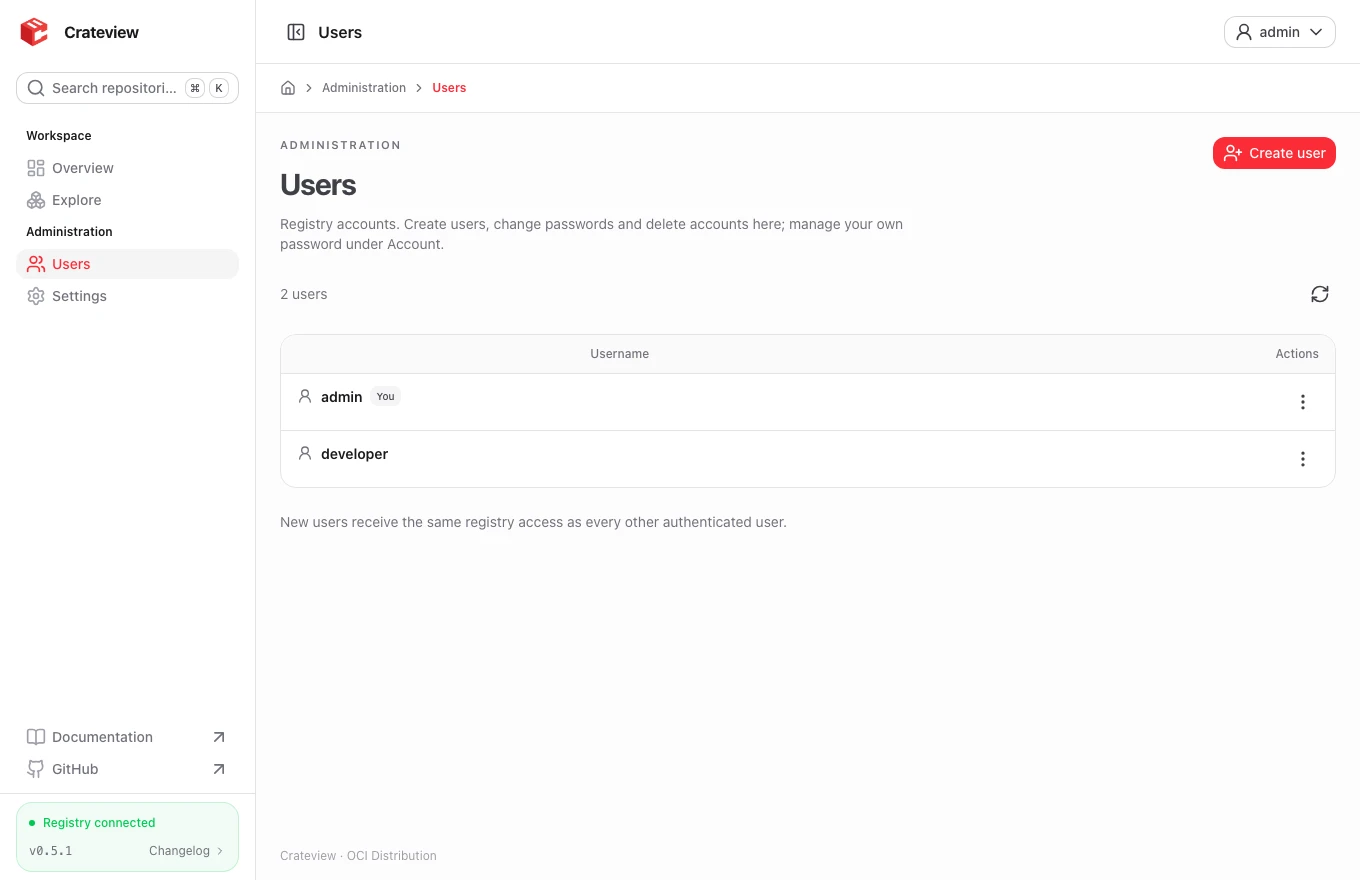 Crateview
Users
admin
Search repositori...
⌘ K
Administration
Users
Workspace
Overview
Explore
Administration
Users
Settings
ADMINISTRATION
Create user
Users
Registry accounts. Create users, change passwords and delete accounts here; manage your own
password under Account.
2 users
Username
Actions
admin You
developer
New users receive the same registry access as every other authenticated user.
Documentation
GitHub
Registry connected
v0.5.1
Changelog
Crateview · OCI Distribution